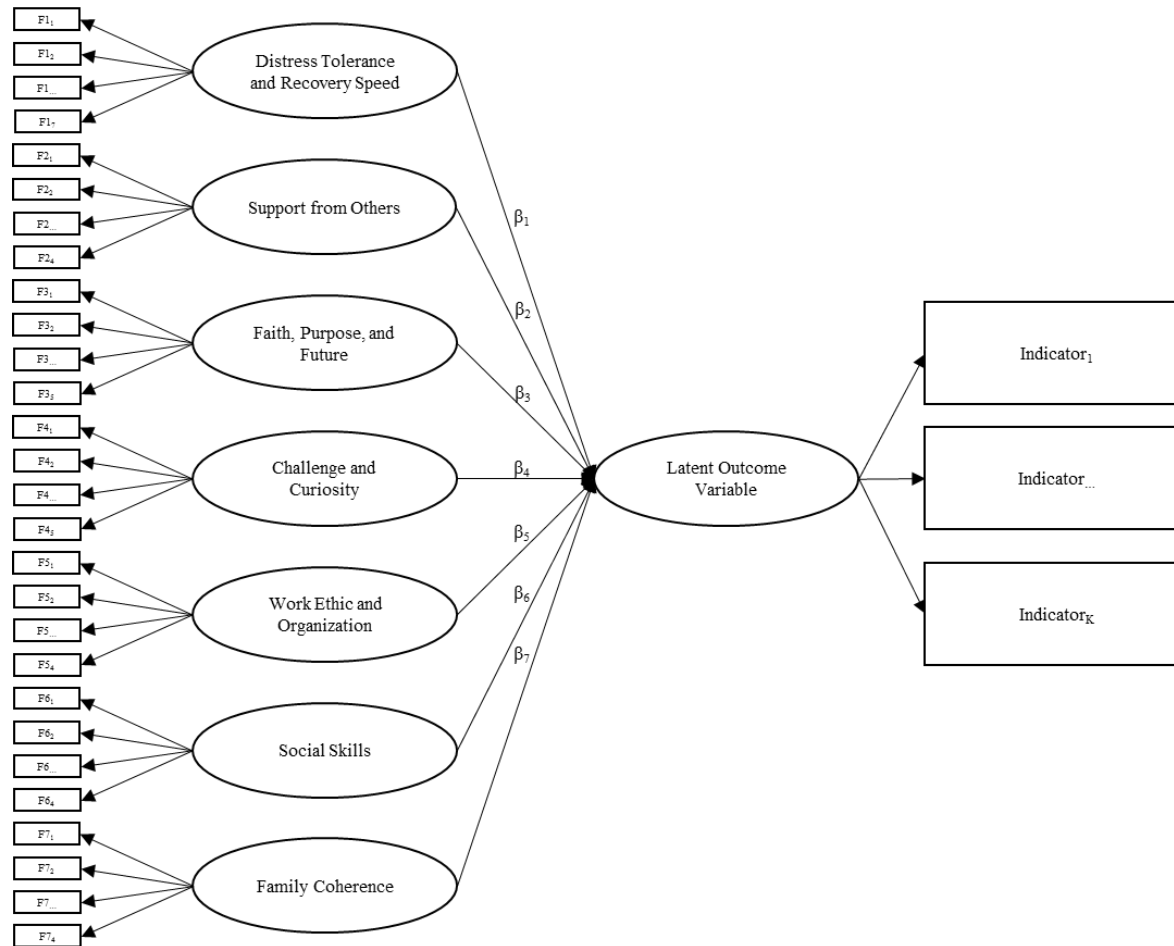 F1₁
F1₂
F1...
F1₇
Distress Tolerance
and Recovery Speed
F2₁
F2₂
F2...
F2₄
Support from Others
F3₁
F3₂
F3...
F3₅
Faith, Purpose, and
Future
F4₁
F4₂
F4...
F4₅
Challenge and
Curiosity
F5₁
F5₂
F5...
F5₄
Work Ethic and
Organization
F6₁
F6₂
F6...
F6₄
Social Skills
F7₁
F7₂
F7...
F7₄
Family Coherence
β₁
β₂
β₃
β₄
β₅
β₆
β₇
Latent Outcome
Variable
Indicator₁
Indicator...
Indicator_K